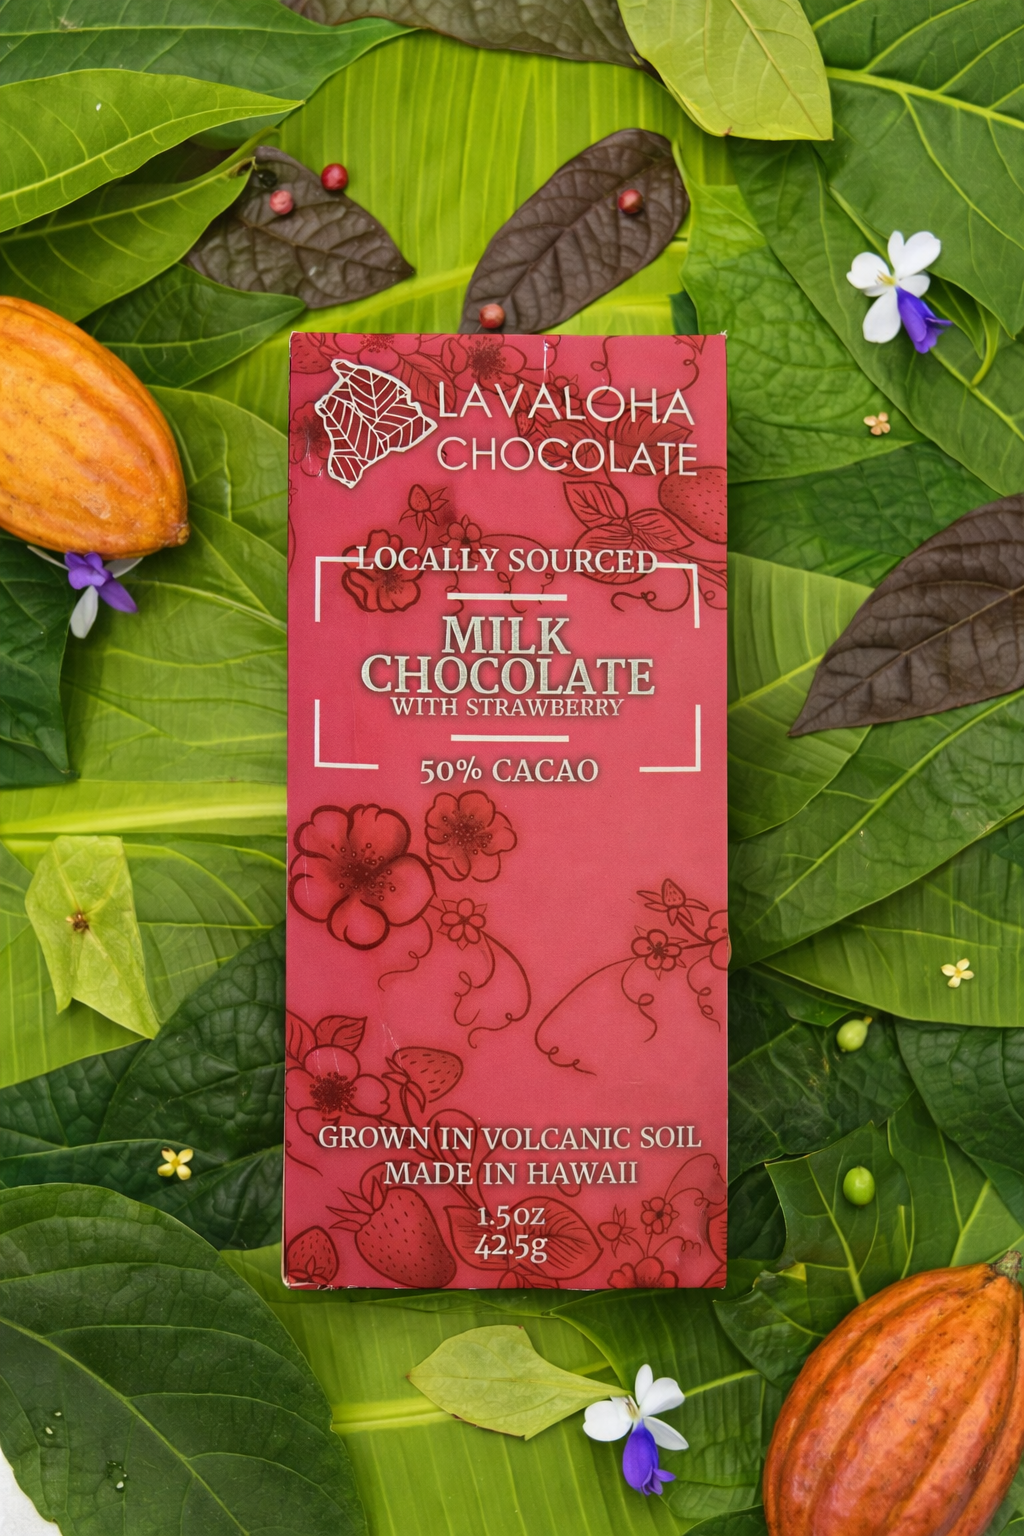 LAVALOHA
CHOCOLATE
LOCALLY SOURCED
MILK
CHOCOLATE
WITH STRAWBERRY
50% CACAO
GROWN IN VOLCANIC SOIL
MADE IN HAWAII
1.5oz
42.5g